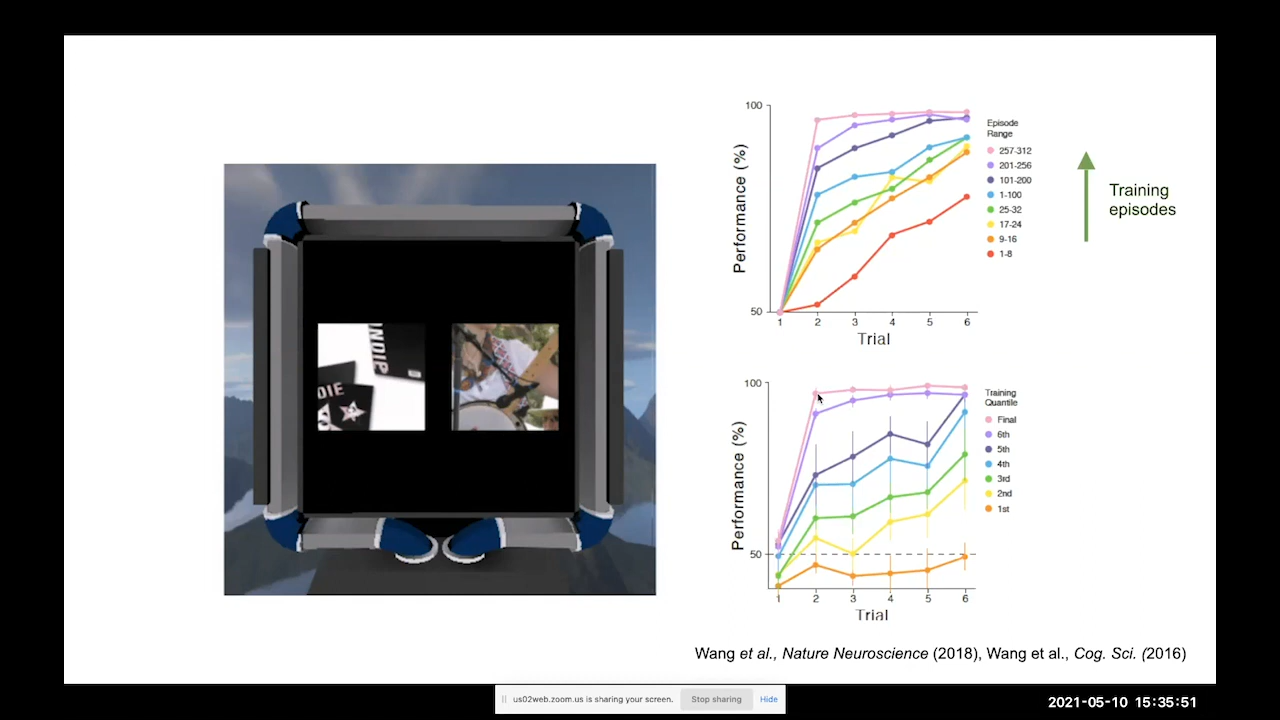 NDIE
DIE
100
Performance (%)
50
1
2
3
4
5
6
Trial
Episode
Range
257-312
201-256
101-200
1-100
25-32
17-24
9-16
1-8
Training
episodes
100
Performance (%)
50
1
2
3
4
5
6
Trial
Training
Quantile
Final
6th
5th
4th
3rd
2nd
1st
Wang et al., Nature Neuroscience (2018), Wang et al., Cog. Sci. (2016)
us02web.zoom.us is sharing your screen.
Stop sharing
Hide
2021-05-10 15:35:51